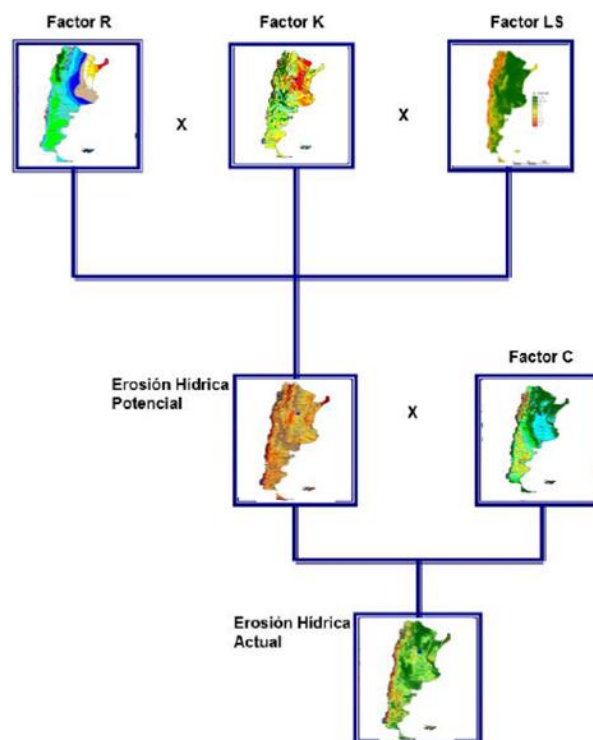 Factor R
Factor K
Factor LS
X
X
Erosión Hídrica
Potencial
X
Factor C
Erosión Hídrica
Actual